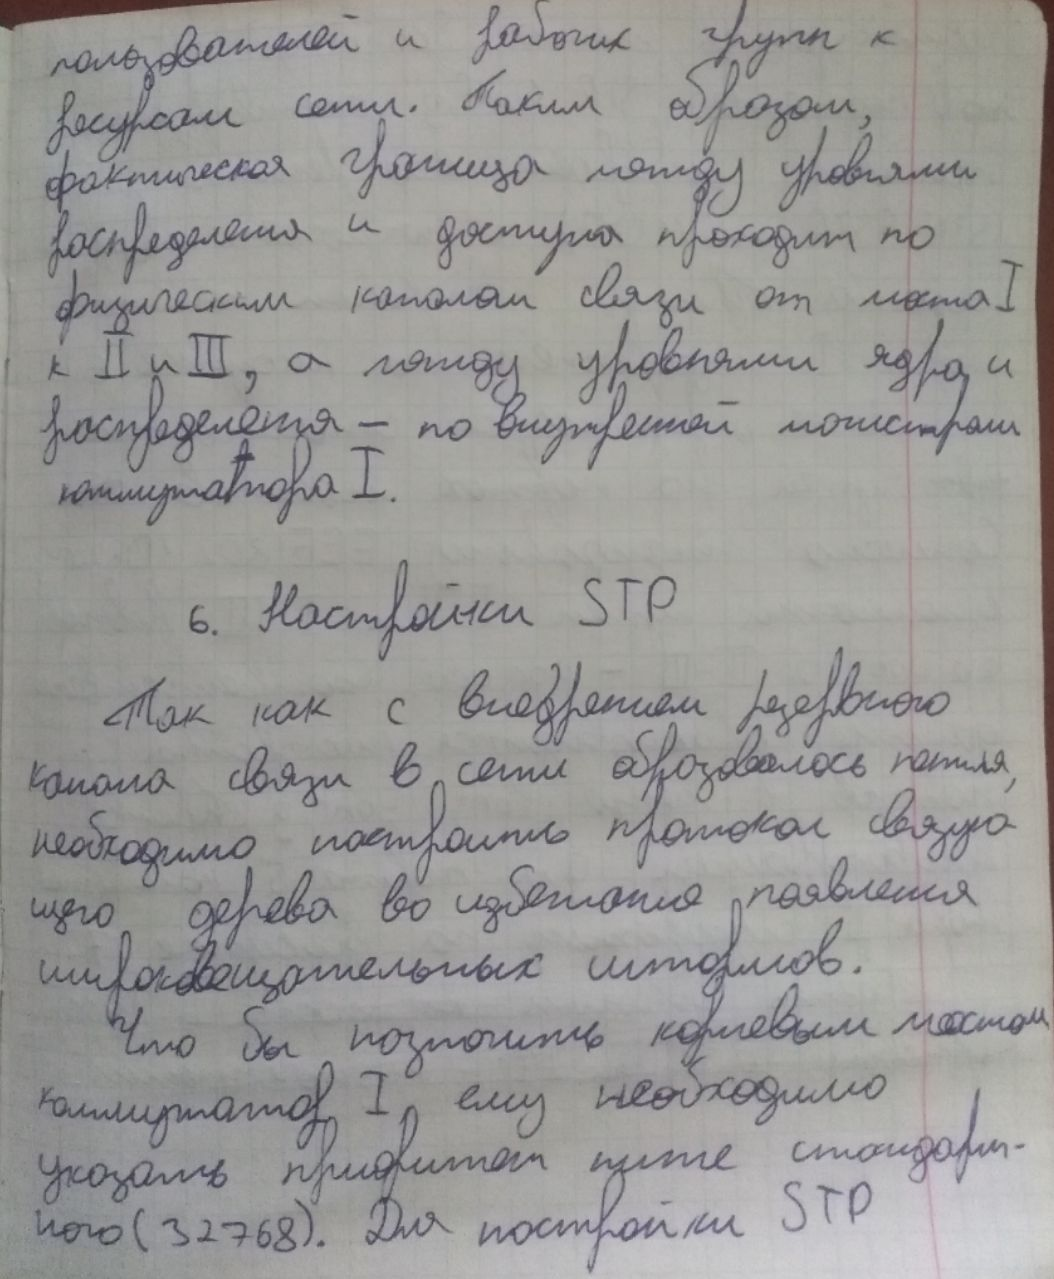 пользователей и рабочих групп к
ресурсам сети. Таким образом,
фактическая граница между уровнями
распределения и доступа проходит по
физическим каналам связи от моста I
к II и III, а между уровнями ядра и
распределения – по внутренней магистрали
коммутатора I.
6. Настройки STP
Так как с внедрением резервного
канала связи в сети образовалось петля,
необходимо настроить протокол связую
щего дерева во избежание появления
широковещательных штормов.
Что бы назначить корневым мостом
коммутатор I, ему необходимо
указать приоритет ниже стандарт-
ного (32768). Для настройки STP